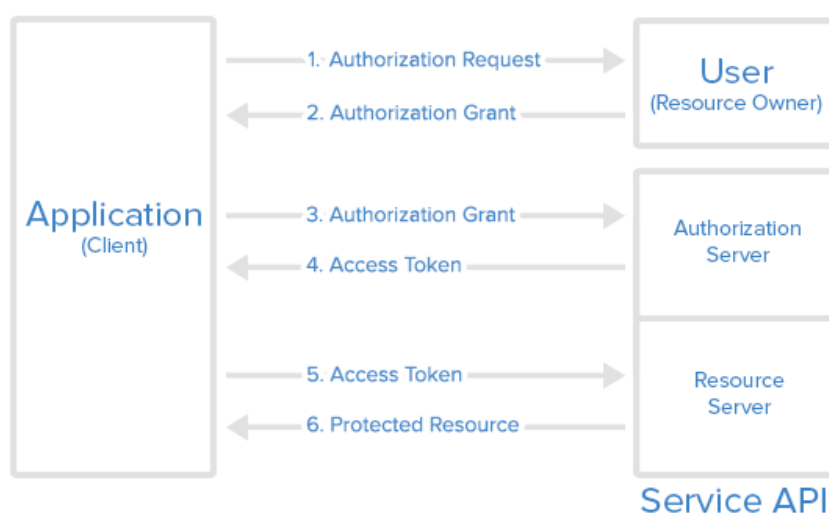 1. Authorization Request
User
(Resource Owner)
2. Authorization Grant
Application
(Client)
3. Authorization Grant
Authorization
Server
4. Access Token
5. Access Token
Resource
Server
6. Protected Resource
Service API